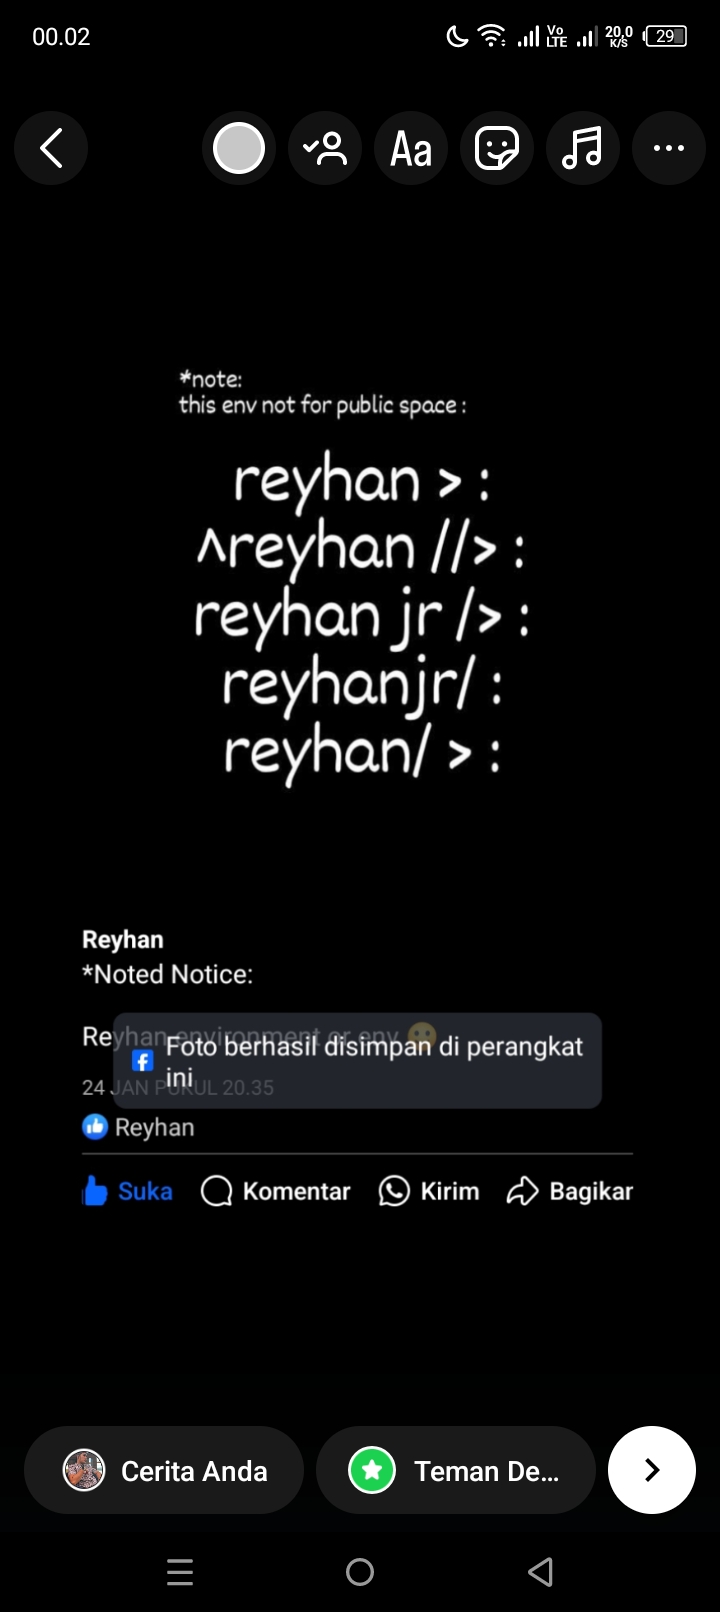 00.02
Vo
LTE
20,0
K/S
29
Aa
*note:
this env not for public space :
reyhan > :
^reyhan //> :
reyhan jr /> :
reyhanjr/ :
reyhan/ > :
Reyhan
*Noted Notice:
Reyhan environment or env 😐
Foto berhasil disimpan di perangkat
ini
24 JAN PUKUL 20.35
Reyhan
Suka Komentar Kirim Bagikan
Cerita Anda
Teman De...